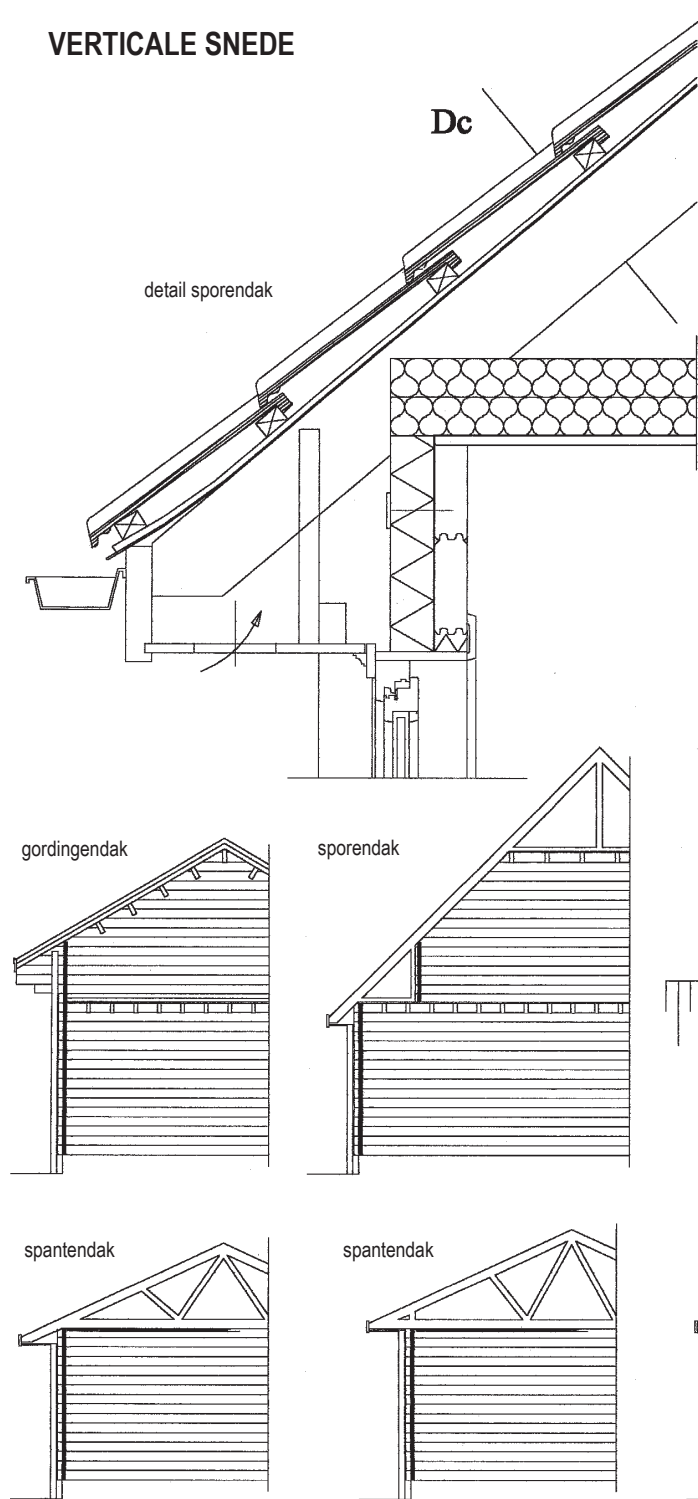 VERTICALE SNEDE
Dc
detail sporendak
gordingendak
sporendak
spantendak
spantendak